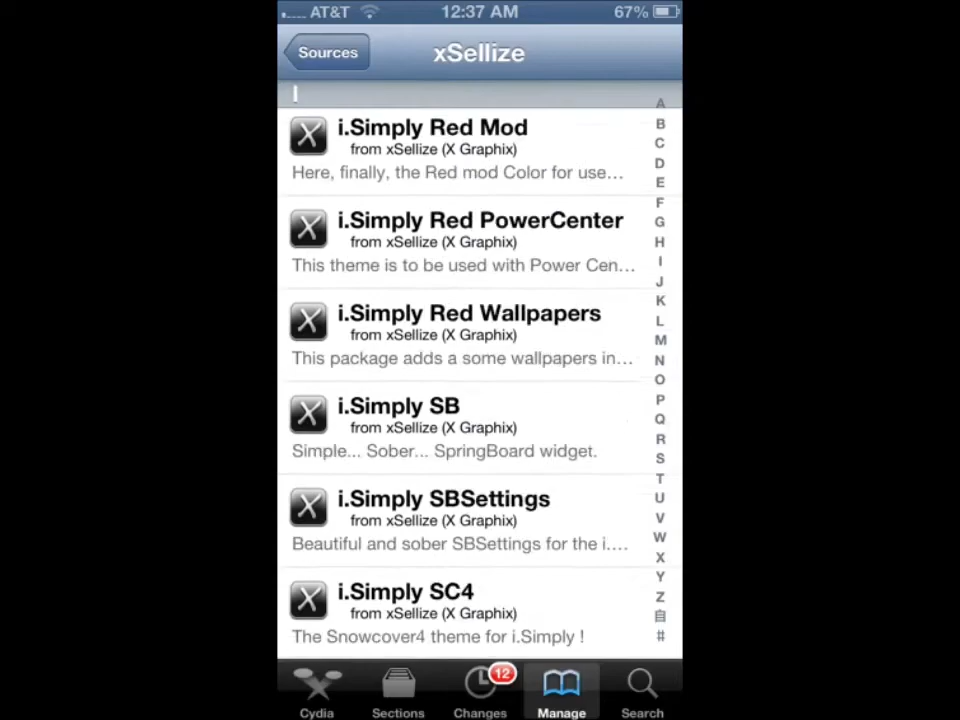 AT&T 12:37 AM 67%
Sources xSellize
I
i.Simply Red Mod
from xSellize (X Graphix)
Here, finally, the Red mod Color for use…
i.Simply Red PowerCenter
from xSellize (X Graphix)
This theme is to be used with Power Cen…
i.Simply Red Wallpapers
from xSellize (X Graphix)
This package adds a some wallpapers in…
i.Simply SB
from xSellize (X Graphix)
Simple... Sober... SpringBoard widget.
i.Simply SBSettings
from xSellize (X Graphix)
Beautiful and sober SBSettings for the i.…
i.Simply SC4
from xSellize (X Graphix)
The Snowcover4 theme for i.Simply !
A
B
C
D
E
F
G
H
I
J
K
L
M
N
O
P
Q
R
S
T
U
V
W
X
Y
Z
自
#
12
Cydia Sections Changes Manage Search